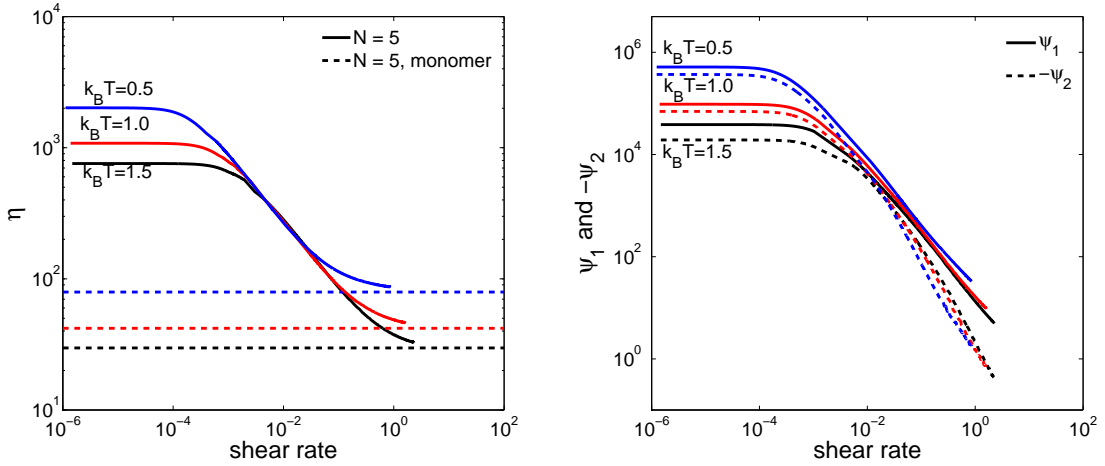 10^4
10^3
10^2
10^1
η
k_BT=0.5
k_BT=1.0
k_BT=1.5
N = 5
N = 5, monomer
10^−6
10^−4
10^−2
10^0
10^2
shear rate
10^6
10^4
10^2
10^0
ψ_1 and −ψ_2
k_BT=0.5
k_BT=1.0
k_BT=1.5
ψ_1
−ψ_2
10^−6
10^−4
10^−2
10^0
10^2
shear rate